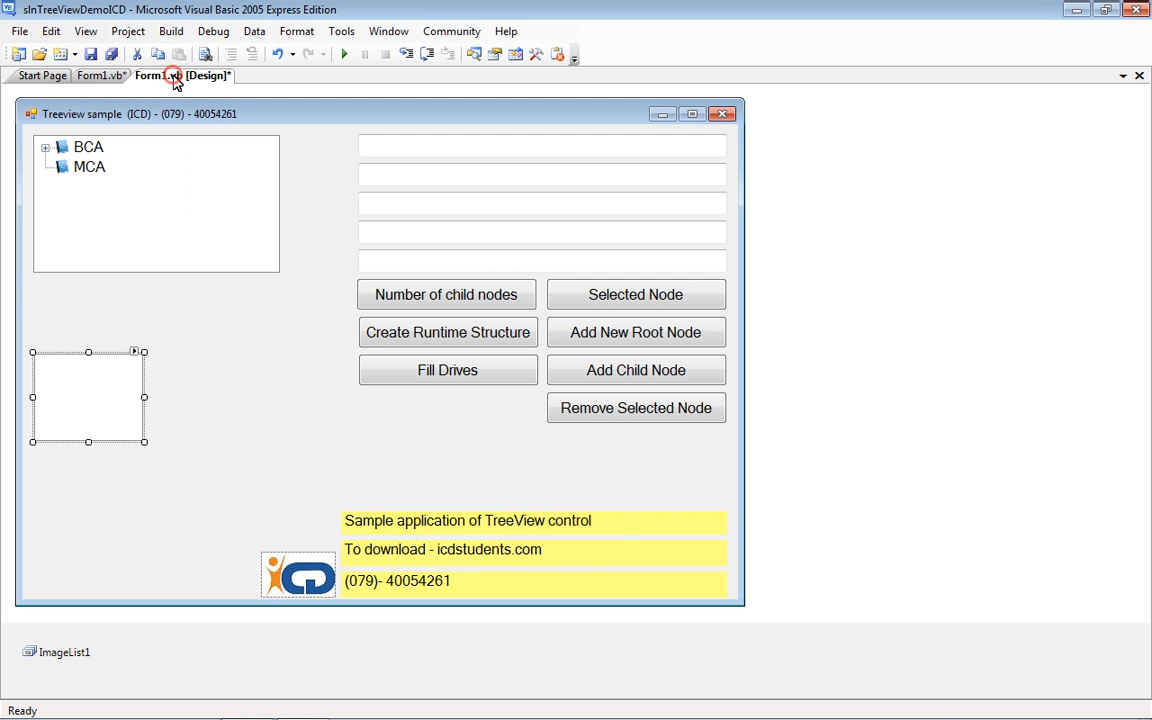 slnTreeViewDemoICD - Microsoft Visual Basic 2005 Express Edition
File Edit View Project Build Debug Data Format Tools Window Community Help
Start Page Form1.vb* Form1.vb [Design]*
Treeview sample (ICD) - (079) - 40054261
BCA
MCA
Number of child nodes Selected Node
Create Runtime Structure Add New Root Node
Fill Drives Add Child Node
Remove Selected Node
Sample application of TreeView control
To download - icdstudents.com
ICD (079)- 40054261
ImageList1
Ready